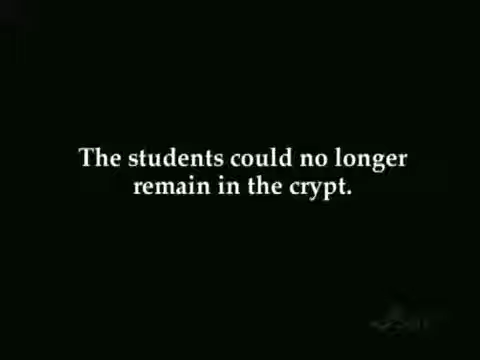 The students could no longer
remain in the crypt.